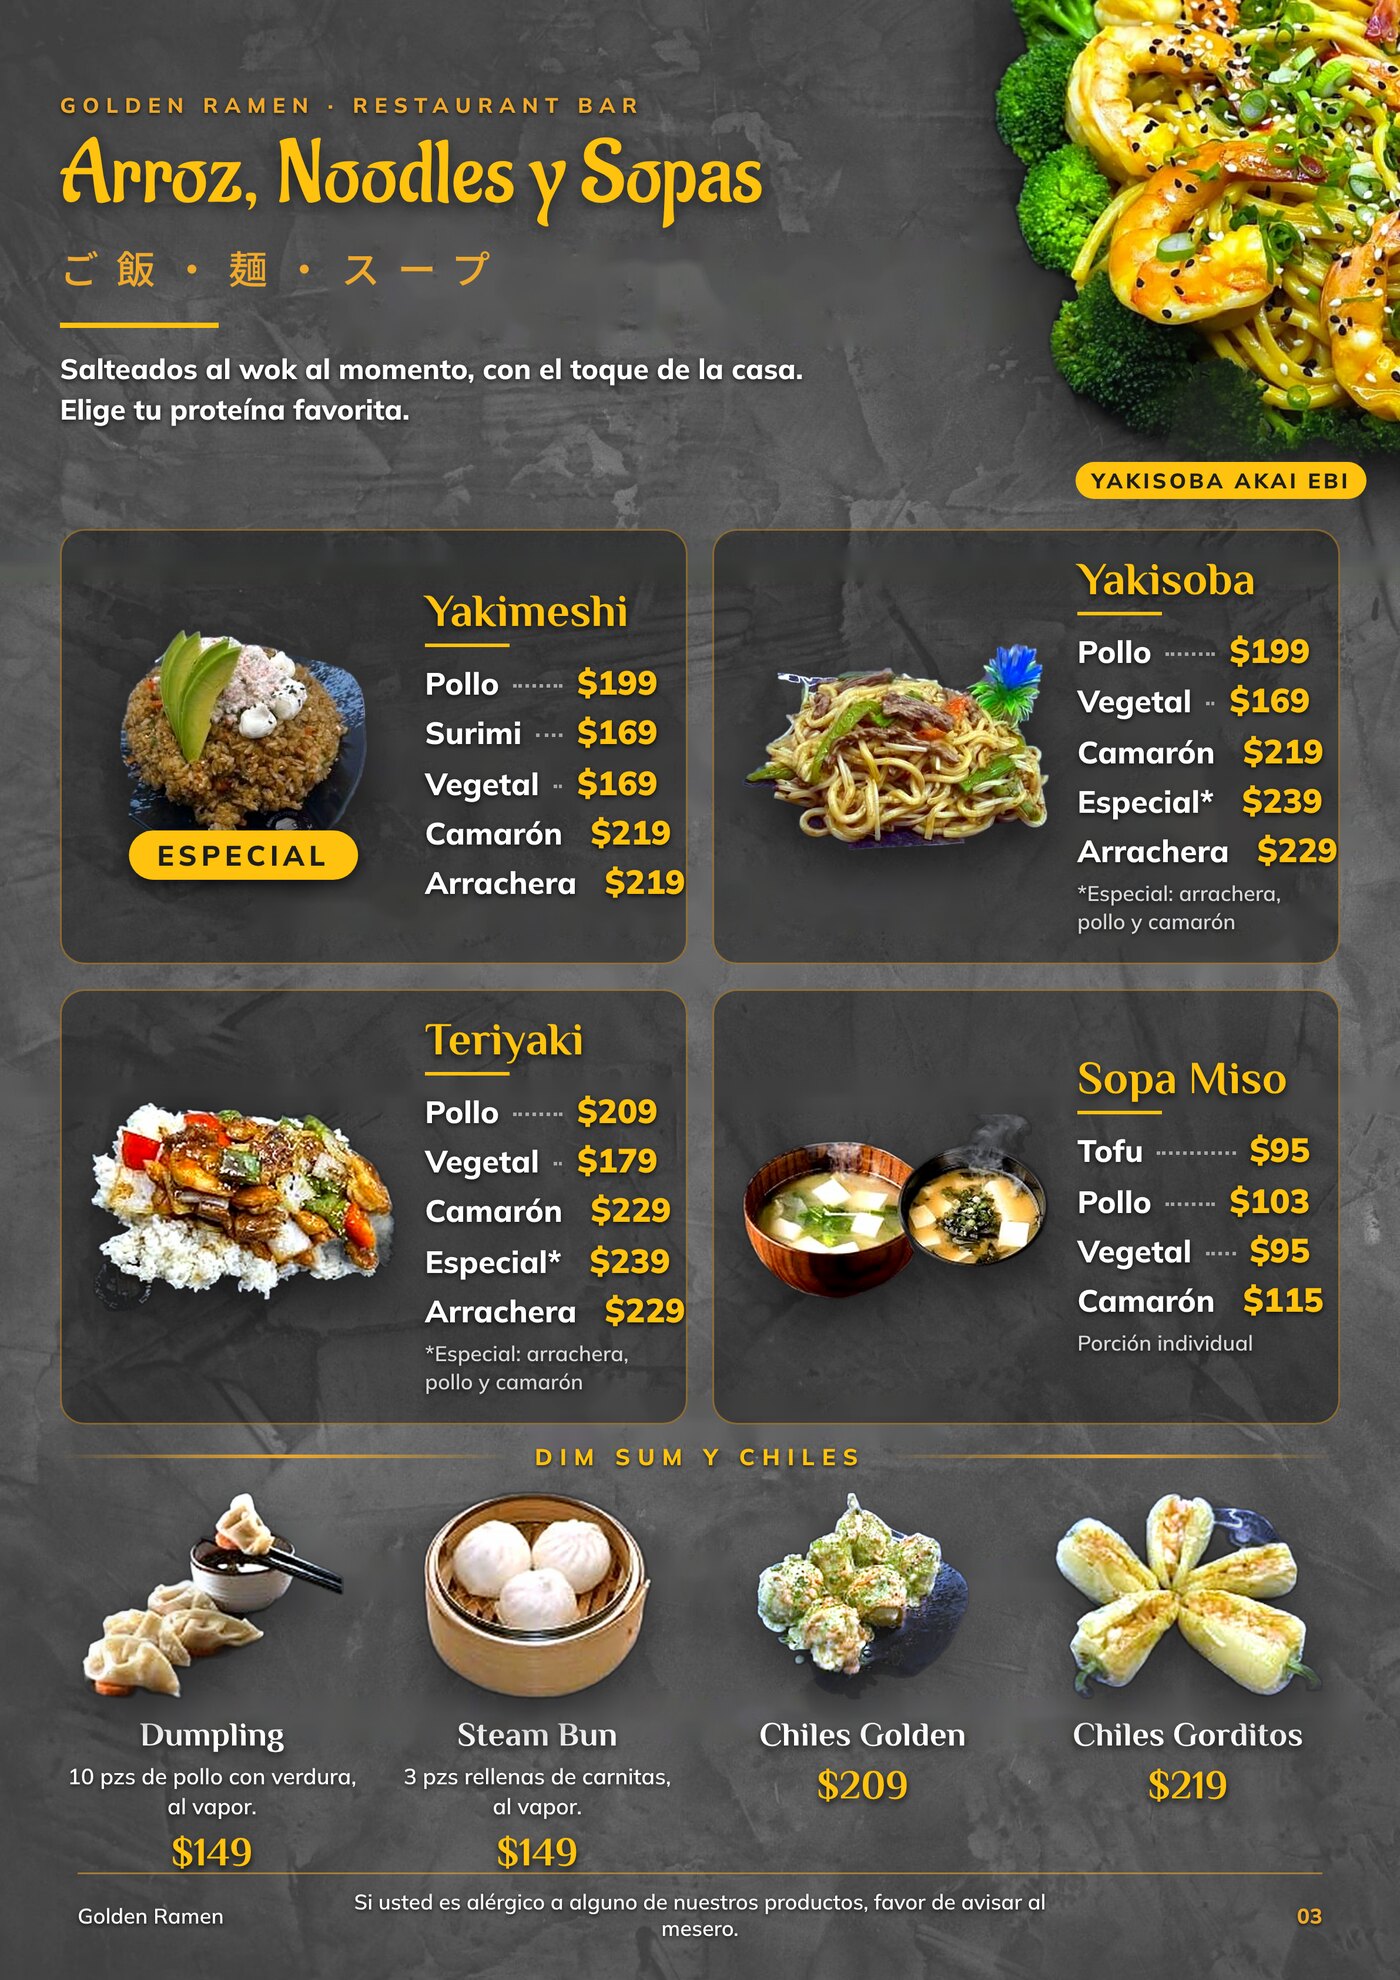 GOLDEN RAMEN · RESTAURANT BAR
Arroz, Noodles y Sopas
ご飯・麺・スープ
Salteados al wok al momento, con el toque de la casa.
Elige tu proteína favorita.
YAKISOBA AKAI EBI
Yakimeshi
Pollo $199
Surimi $169
Vegetal $169
Camarón $219
Arrachera $219
ESPECIAL
Yakisoba
Pollo $199
Vegetal $169
Camarón $219
Especial* $239
Arrachera $229
*Especial: arrachera,
pollo y camarón
Teriyaki
Pollo $209
Vegetal $179
Camarón $229
Especial* $239
Arrachera $229
*Especial: arrachera,
pollo y camarón
Sopa Miso
Tofu $95
Pollo $103
Vegetal $95
Camarón $115
Porción individual
DIM SUM Y CHILES
Dumpling
10 pzs de pollo con verdura,
al vapor.
$149
Steam Bun
3 pzs rellenas de carnitas,
al vapor.
$149
Chiles Golden
$209
Chiles Gorditos
$219
Golden Ramen
Si usted es alérgico a alguno de nuestros productos, favor de avisar al
mesero.
03